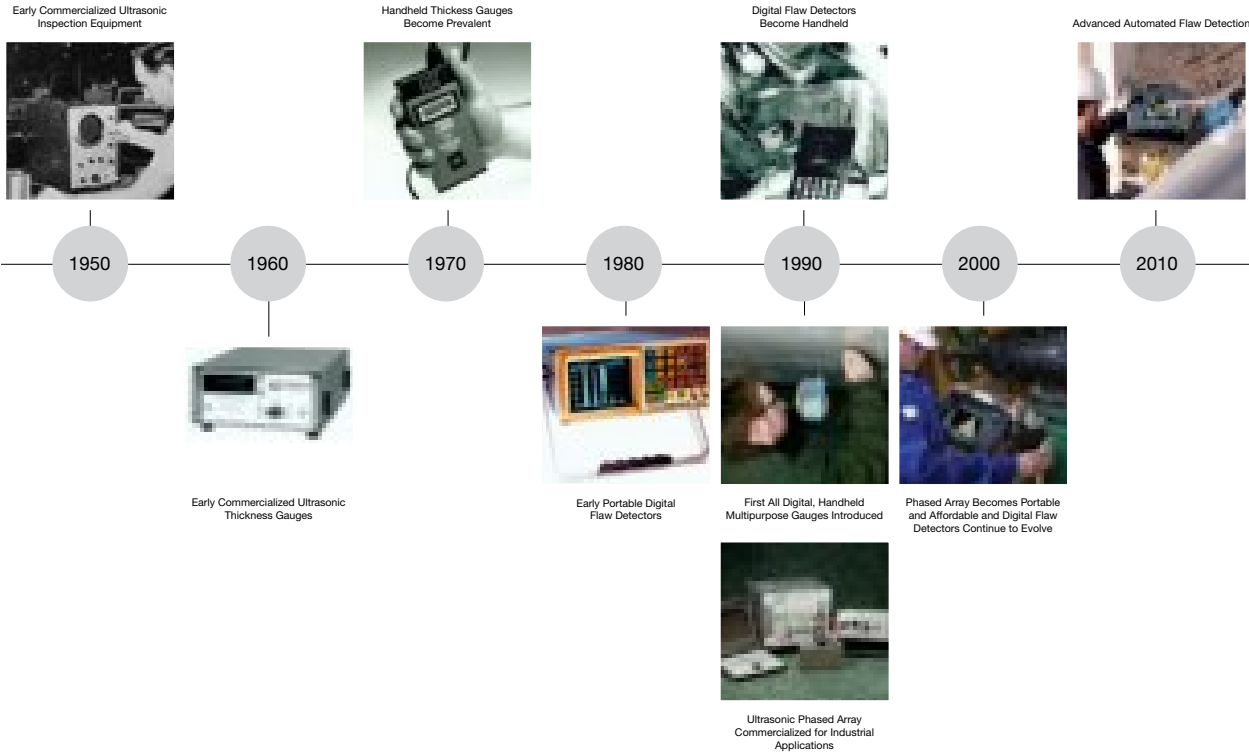 Early Commercialized Ultrasonic
Inspection Equipment
Handheld Thickess Gauges
Become Prevalent
Digital Flaw Detectors
Become Handheld
Advanced Automated Flaw Detection
1950
1960
1970
1980
1990
2000
2010
Early Commercialized Ultrasonic
Thickness Gauges
Early Portable Digital
Flaw Detectors
First All Digital, Handheld
Multipurpose Gauges Introduced
Phased Array Becomes Portable
and Affordable and Digital Flaw
Detectors Continue to Evolve
Ultrasonic Phased Array
Commercialized for Industrial
Applications